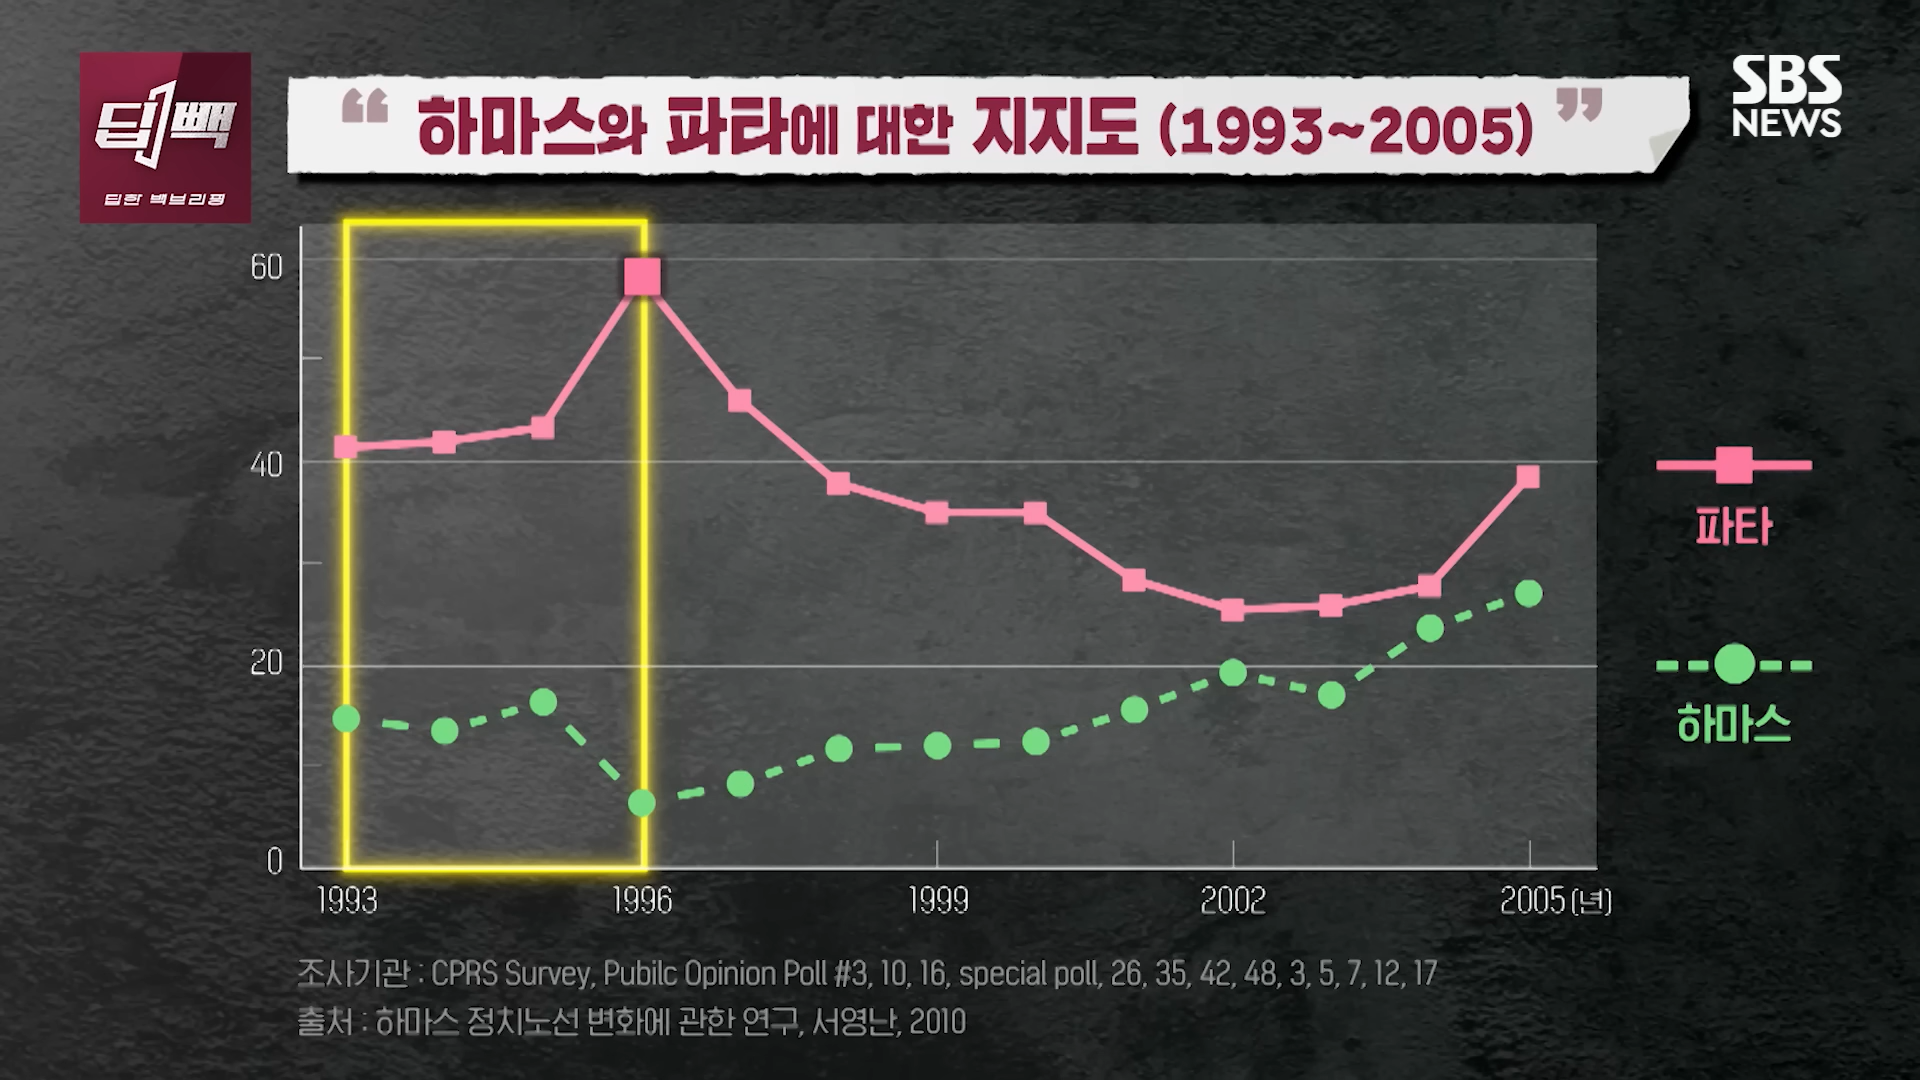 딥빽
딥한 백브리핑
“ 하마스와 파타에 대한 지지도 (1993~2005) ”
SBS
NEWS
60
40
20
0
1993 1996 1999 2002 2005 (년)
파타
하마스
조사기관 : CPRS Survey, Pubilc Opinion Poll #3, 10, 16, special poll, 26, 35, 42, 48, 3, 5, 7, 12, 17
출처 : 하마스 정치노선 변화에 관한 연구, 서영난, 2010